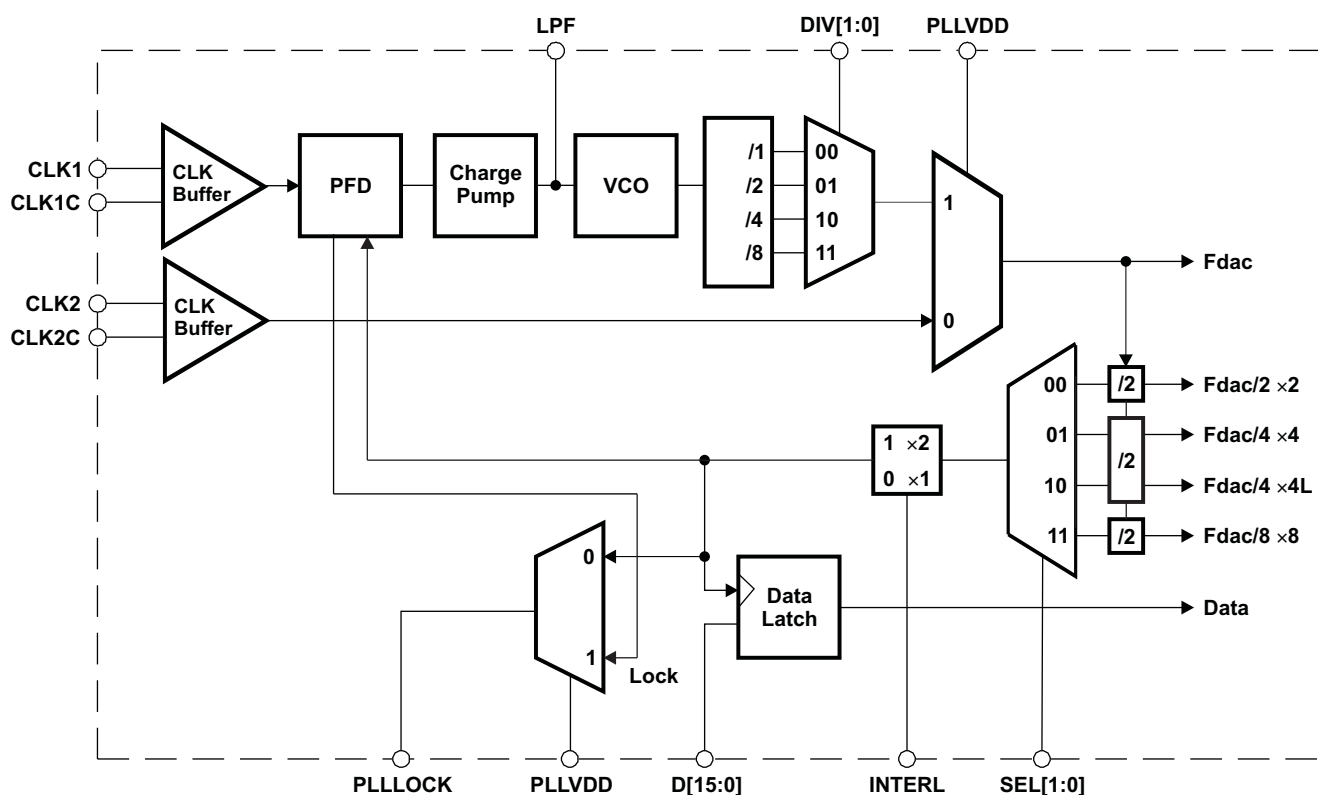 LPF
DIV[1:0]
PLLVDD
CLK1
CLK1C
CLK
Buffer
PFD
Charge
Pump
VCO
/1
/2
/4
/8
00
01
10
11
1
0
Fdac
CLK2
CLK2C
CLK
Buffer
00
01
10
11
/2
/2
/2
Fdac/2 ×2
Fdac/4 ×4
Fdac/4 ×4L
Fdac/8 ×8
1 ×2
0 ×1
0
1
Lock
Data
Latch
Data
PLLLOCK
PLLVDD
D[15:0]
INTERL
SEL[1:0]